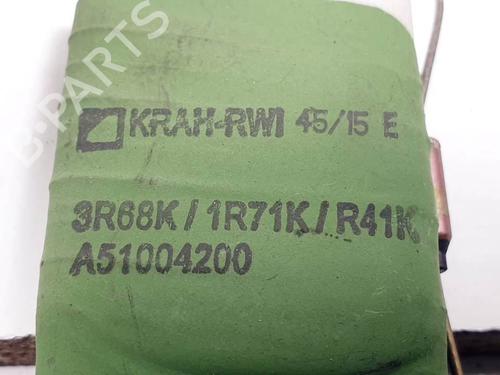 B-PARTS
KRAH-RWI 45/15 E
3R68K / 1R71K / R41K
A51004200